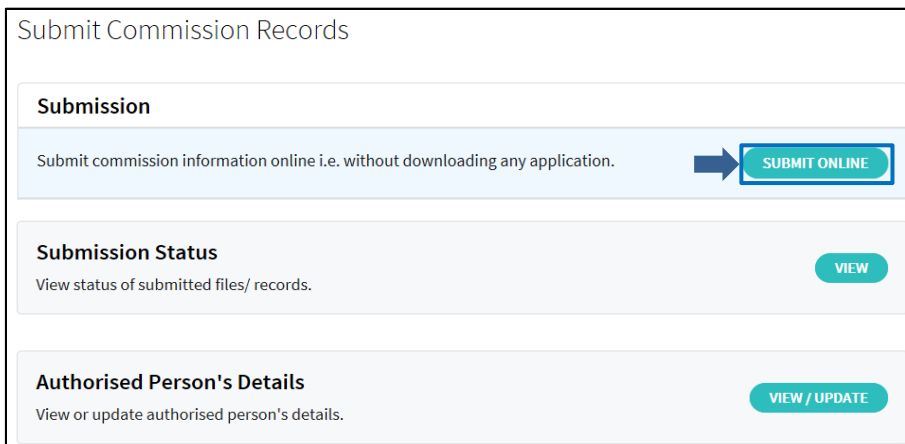 Submit Commission Records
Submission
Submit commission information online i.e. without downloading any application.
SUBMIT ONLINE
Submission Status
View status of submitted files/ records.
VIEW
Authorised Person's Details
View or update authorised person's details.
VIEW / UPDATE